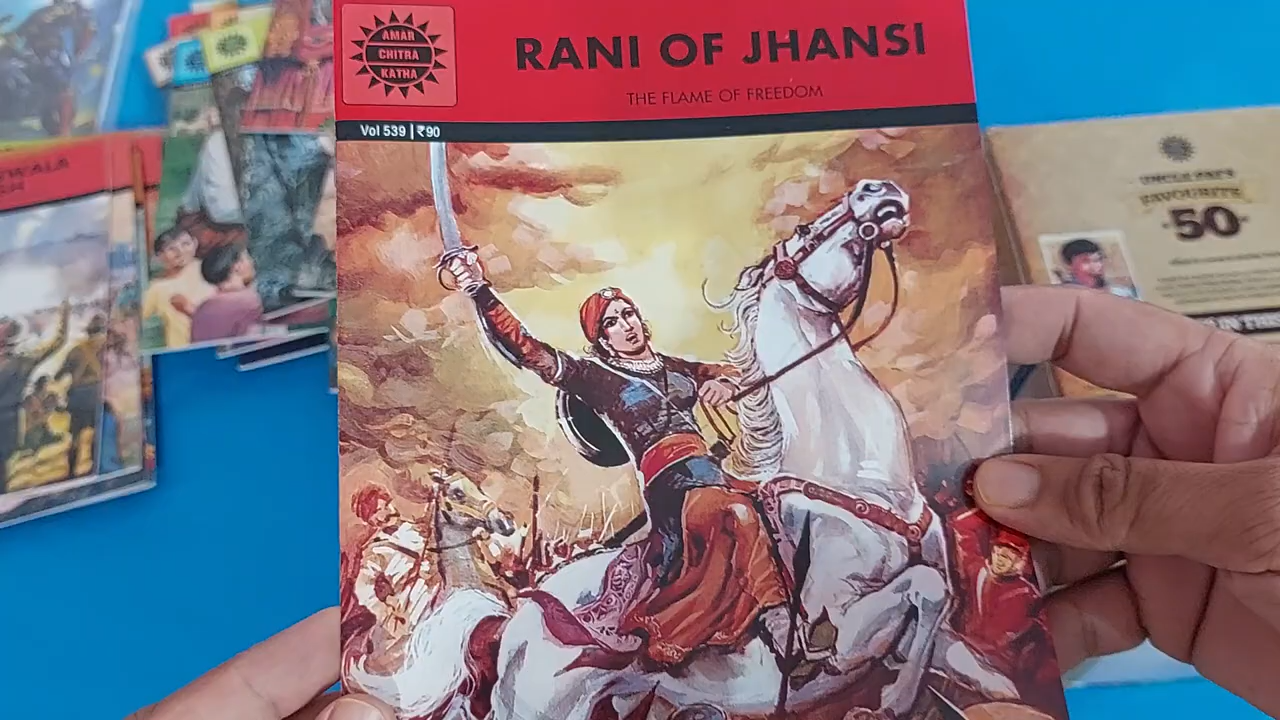 AMAR
CHITRA
KATHA
RANI OF JHANSI
THE FLAME OF FREEDOM
Vol 539 | ₹90
UNCLE PAI'S
FAVOURITE
-50-